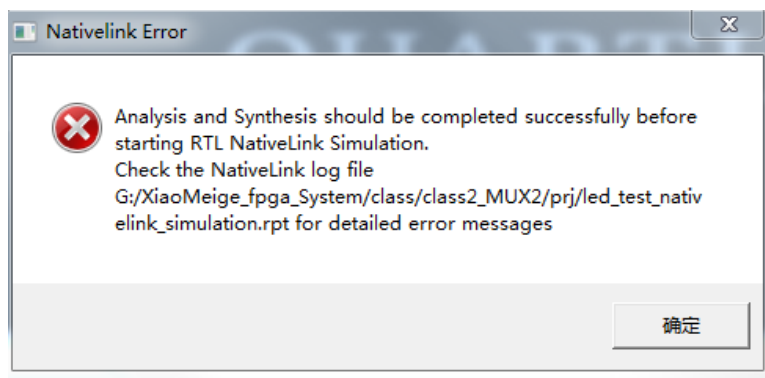 Nativelink Error
Analysis and Synthesis should be completed successfully before
starting RTL NativeLink Simulation.
Check the NativeLink log file
G:/XiaoMeige_fpga_System/class/class2_MUX2/prj/led_test_nativ
elink_simulation.rpt for detailed error messages
确定